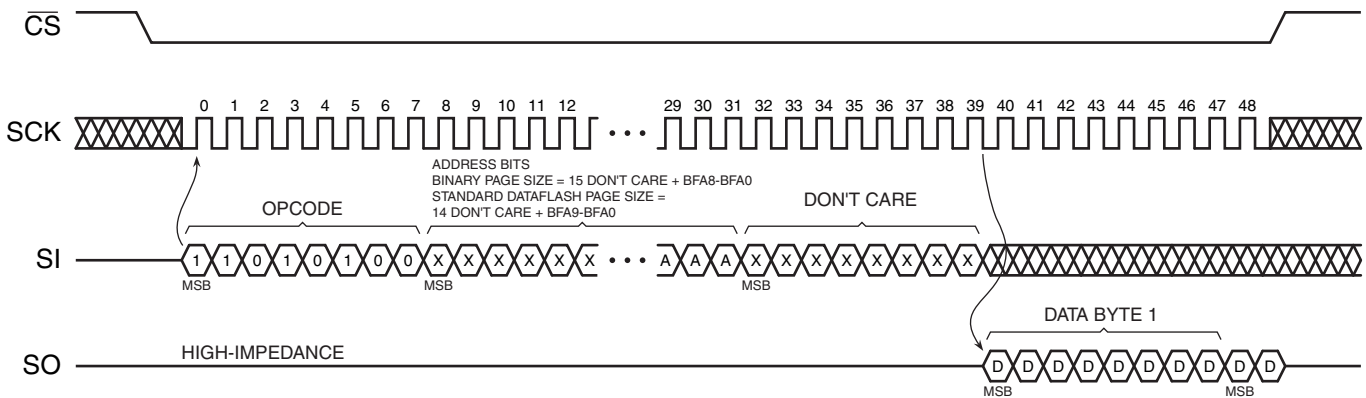 CS
SCK
0 1 2 3 4 5 6 7 8 9 10 11 12 29 30 31 32 33 34 35 36 37 38 39 40 41 42 43 44 45 46 47 48
ADDRESS BITS
BINARY PAGE SIZE = 15 DON'T CARE + BFA8-BFA0
STANDARD DATAFLASH PAGE SIZE =
14 DON'T CARE + BFA9-BFA0
OPCODE
DON'T CARE
SI
1 1 0 1 0 1 0 0 X X X X X X ••• A A A X X X X X X X X
MSB MSB MSB
DATA BYTE 1
SO
HIGH-IMPEDANCE
D D D D D D D D D D
MSB MSB